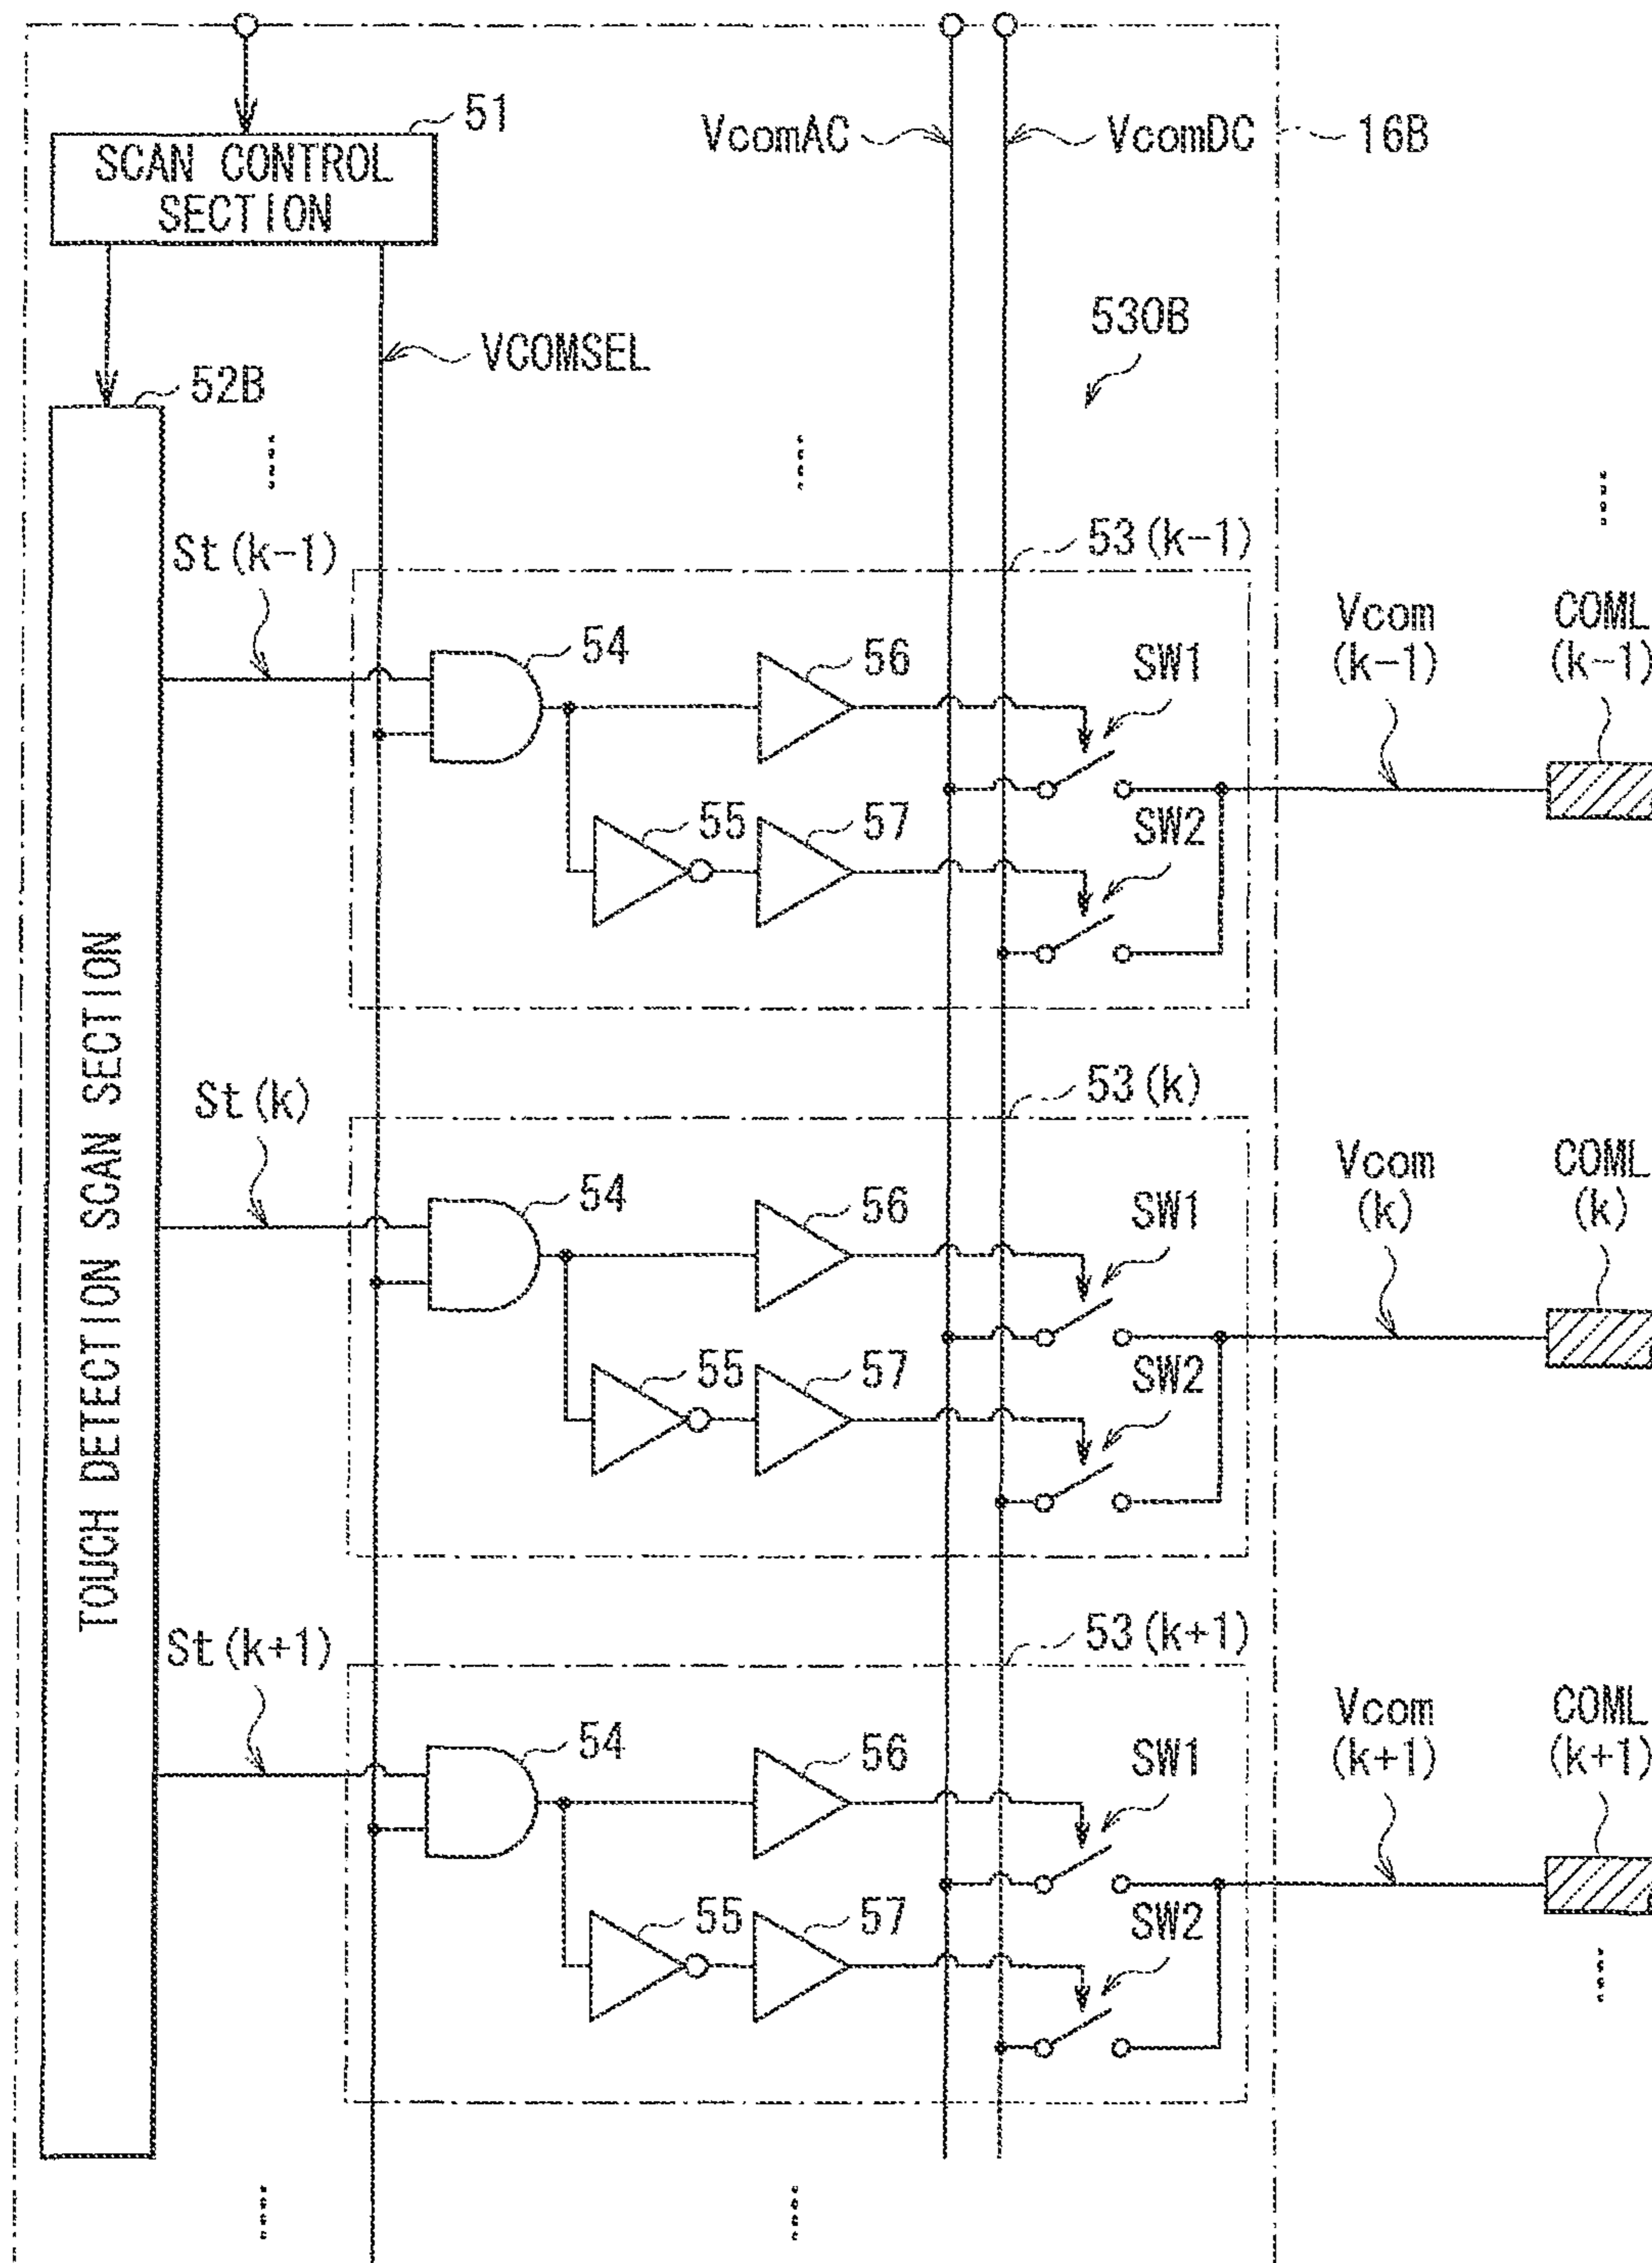 51
SCAN CONTROL
SECTION
VcomAC
VcomDC
16B
530B
VCOMSEL
52B
TOUCH DETECTION SCAN SECTION
St(k-1)
53(k-1)
54
56
SW1
55
57
SW2
Vcom
(k-1)
COML
(k-1)
St(k)
53(k)
54
56
SW1
55
57
SW2
Vcom
(k)
COML
(k)
St(k+1)
53(k+1)
54
56
SW1
55
57
SW2
Vcom
(k+1)
COML
(k+1)